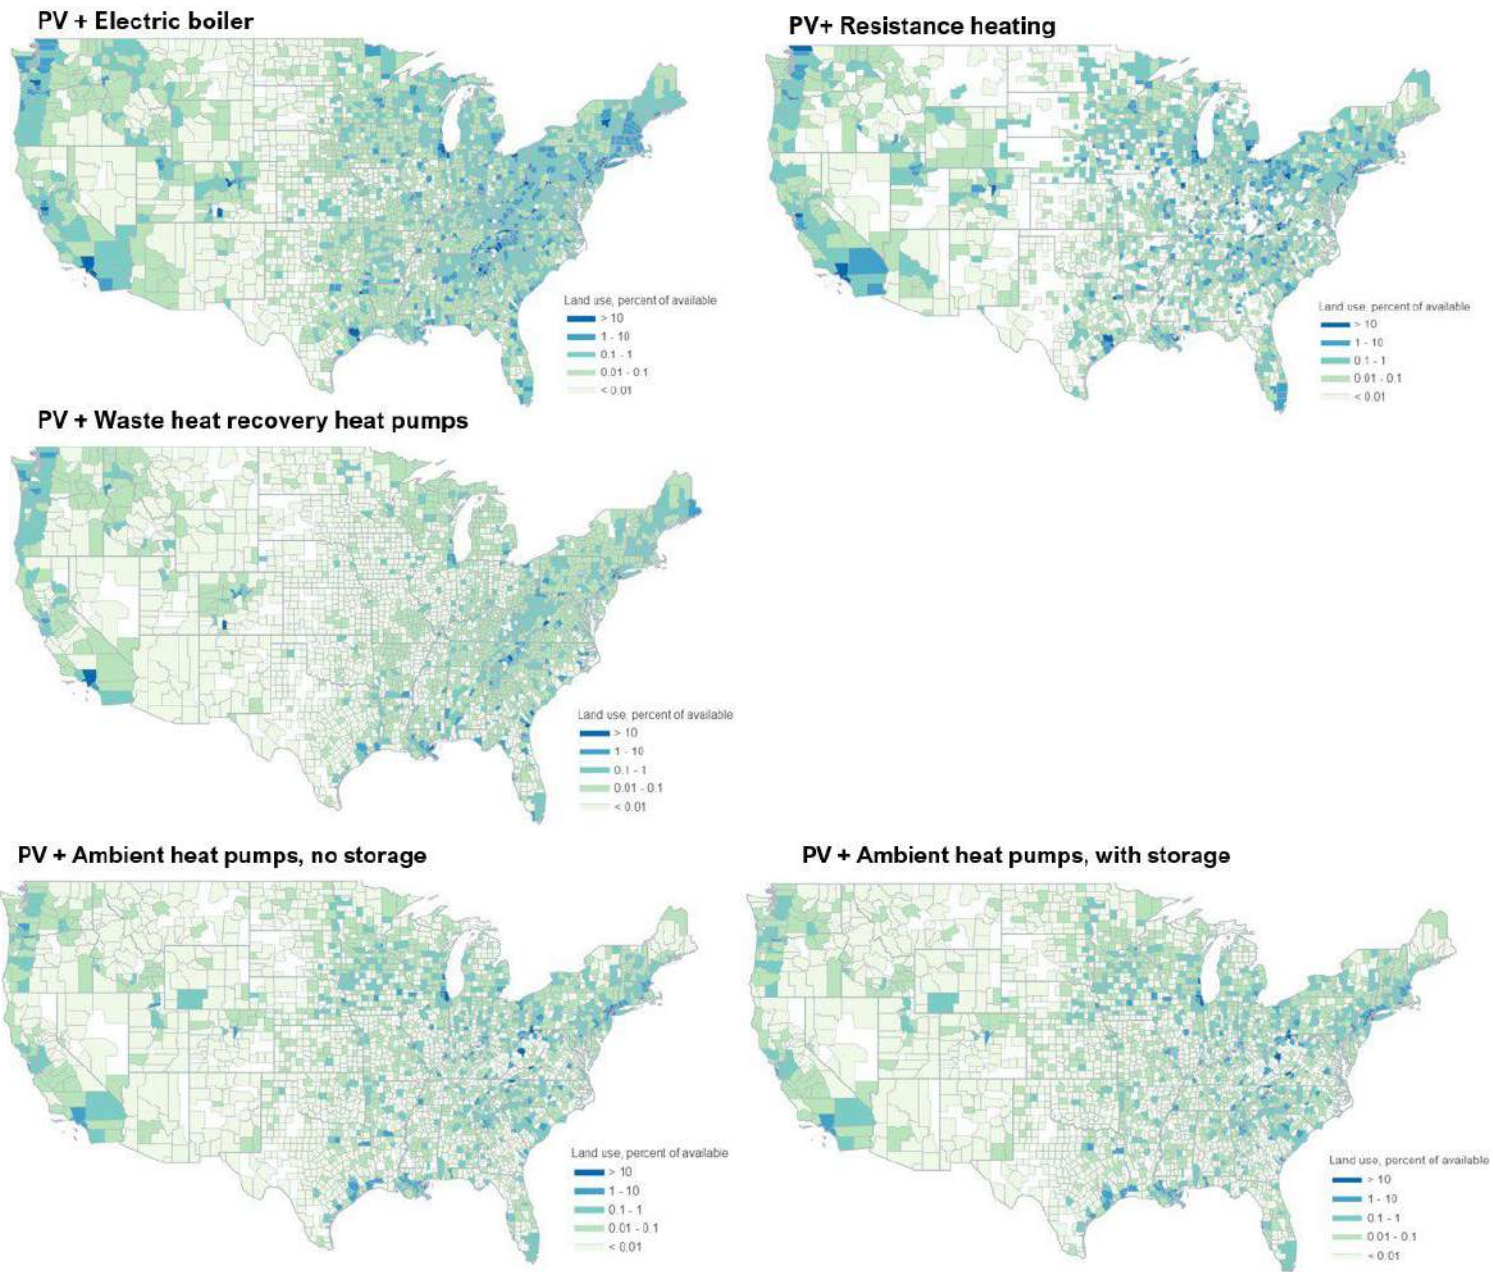 PV + Electric boiler
PV+ Resistance heating
Land use, percent of available
> 10
1 - 10
0.1 - 1
0.01 - 0.1
< 0.01
Land use, percent of available
> 10
1 - 10
0.1 - 1
0.01 - 0.1
< 0.01
PV + Waste heat recovery heat pumps
Land use, percent of available
> 10
1 - 10
0.1 - 1
0.01 - 0.1
< 0.01
PV + Ambient heat pumps, no storage
PV + Ambient heat pumps, with storage
Land use, percent of available
> 10
1 - 10
0.1 - 1
0.01 - 0.1
< 0.01
Land use, percent of available
> 10
1 - 10
0.1 - 1
0.01 - 0.1
< 0.01